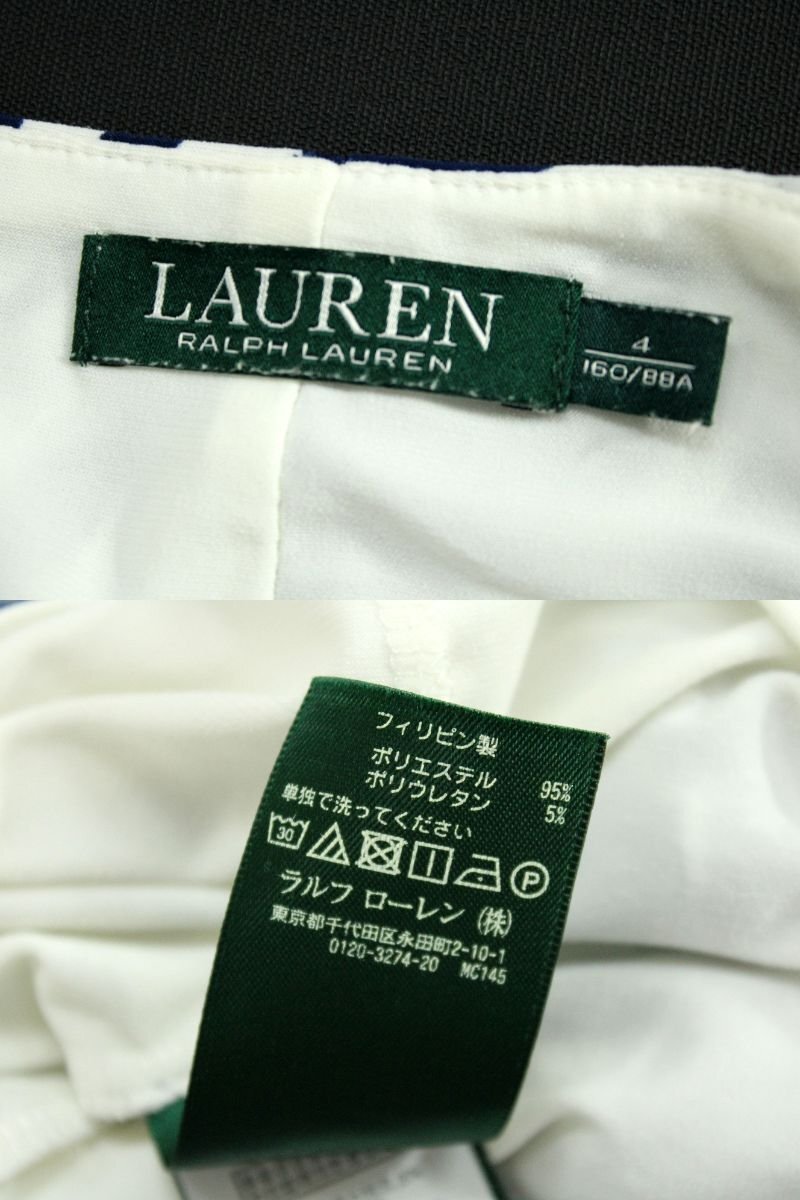 LAUREN
RALPH LAUREN
4
160/88A
フィリピン製
ポリエステル 95%
ポリウレタン 5%
単独で洗ってください
30
P
ラルフ ローレン (株)
東京都千代田区永田町2-10-1
0120-3274-20 MC145